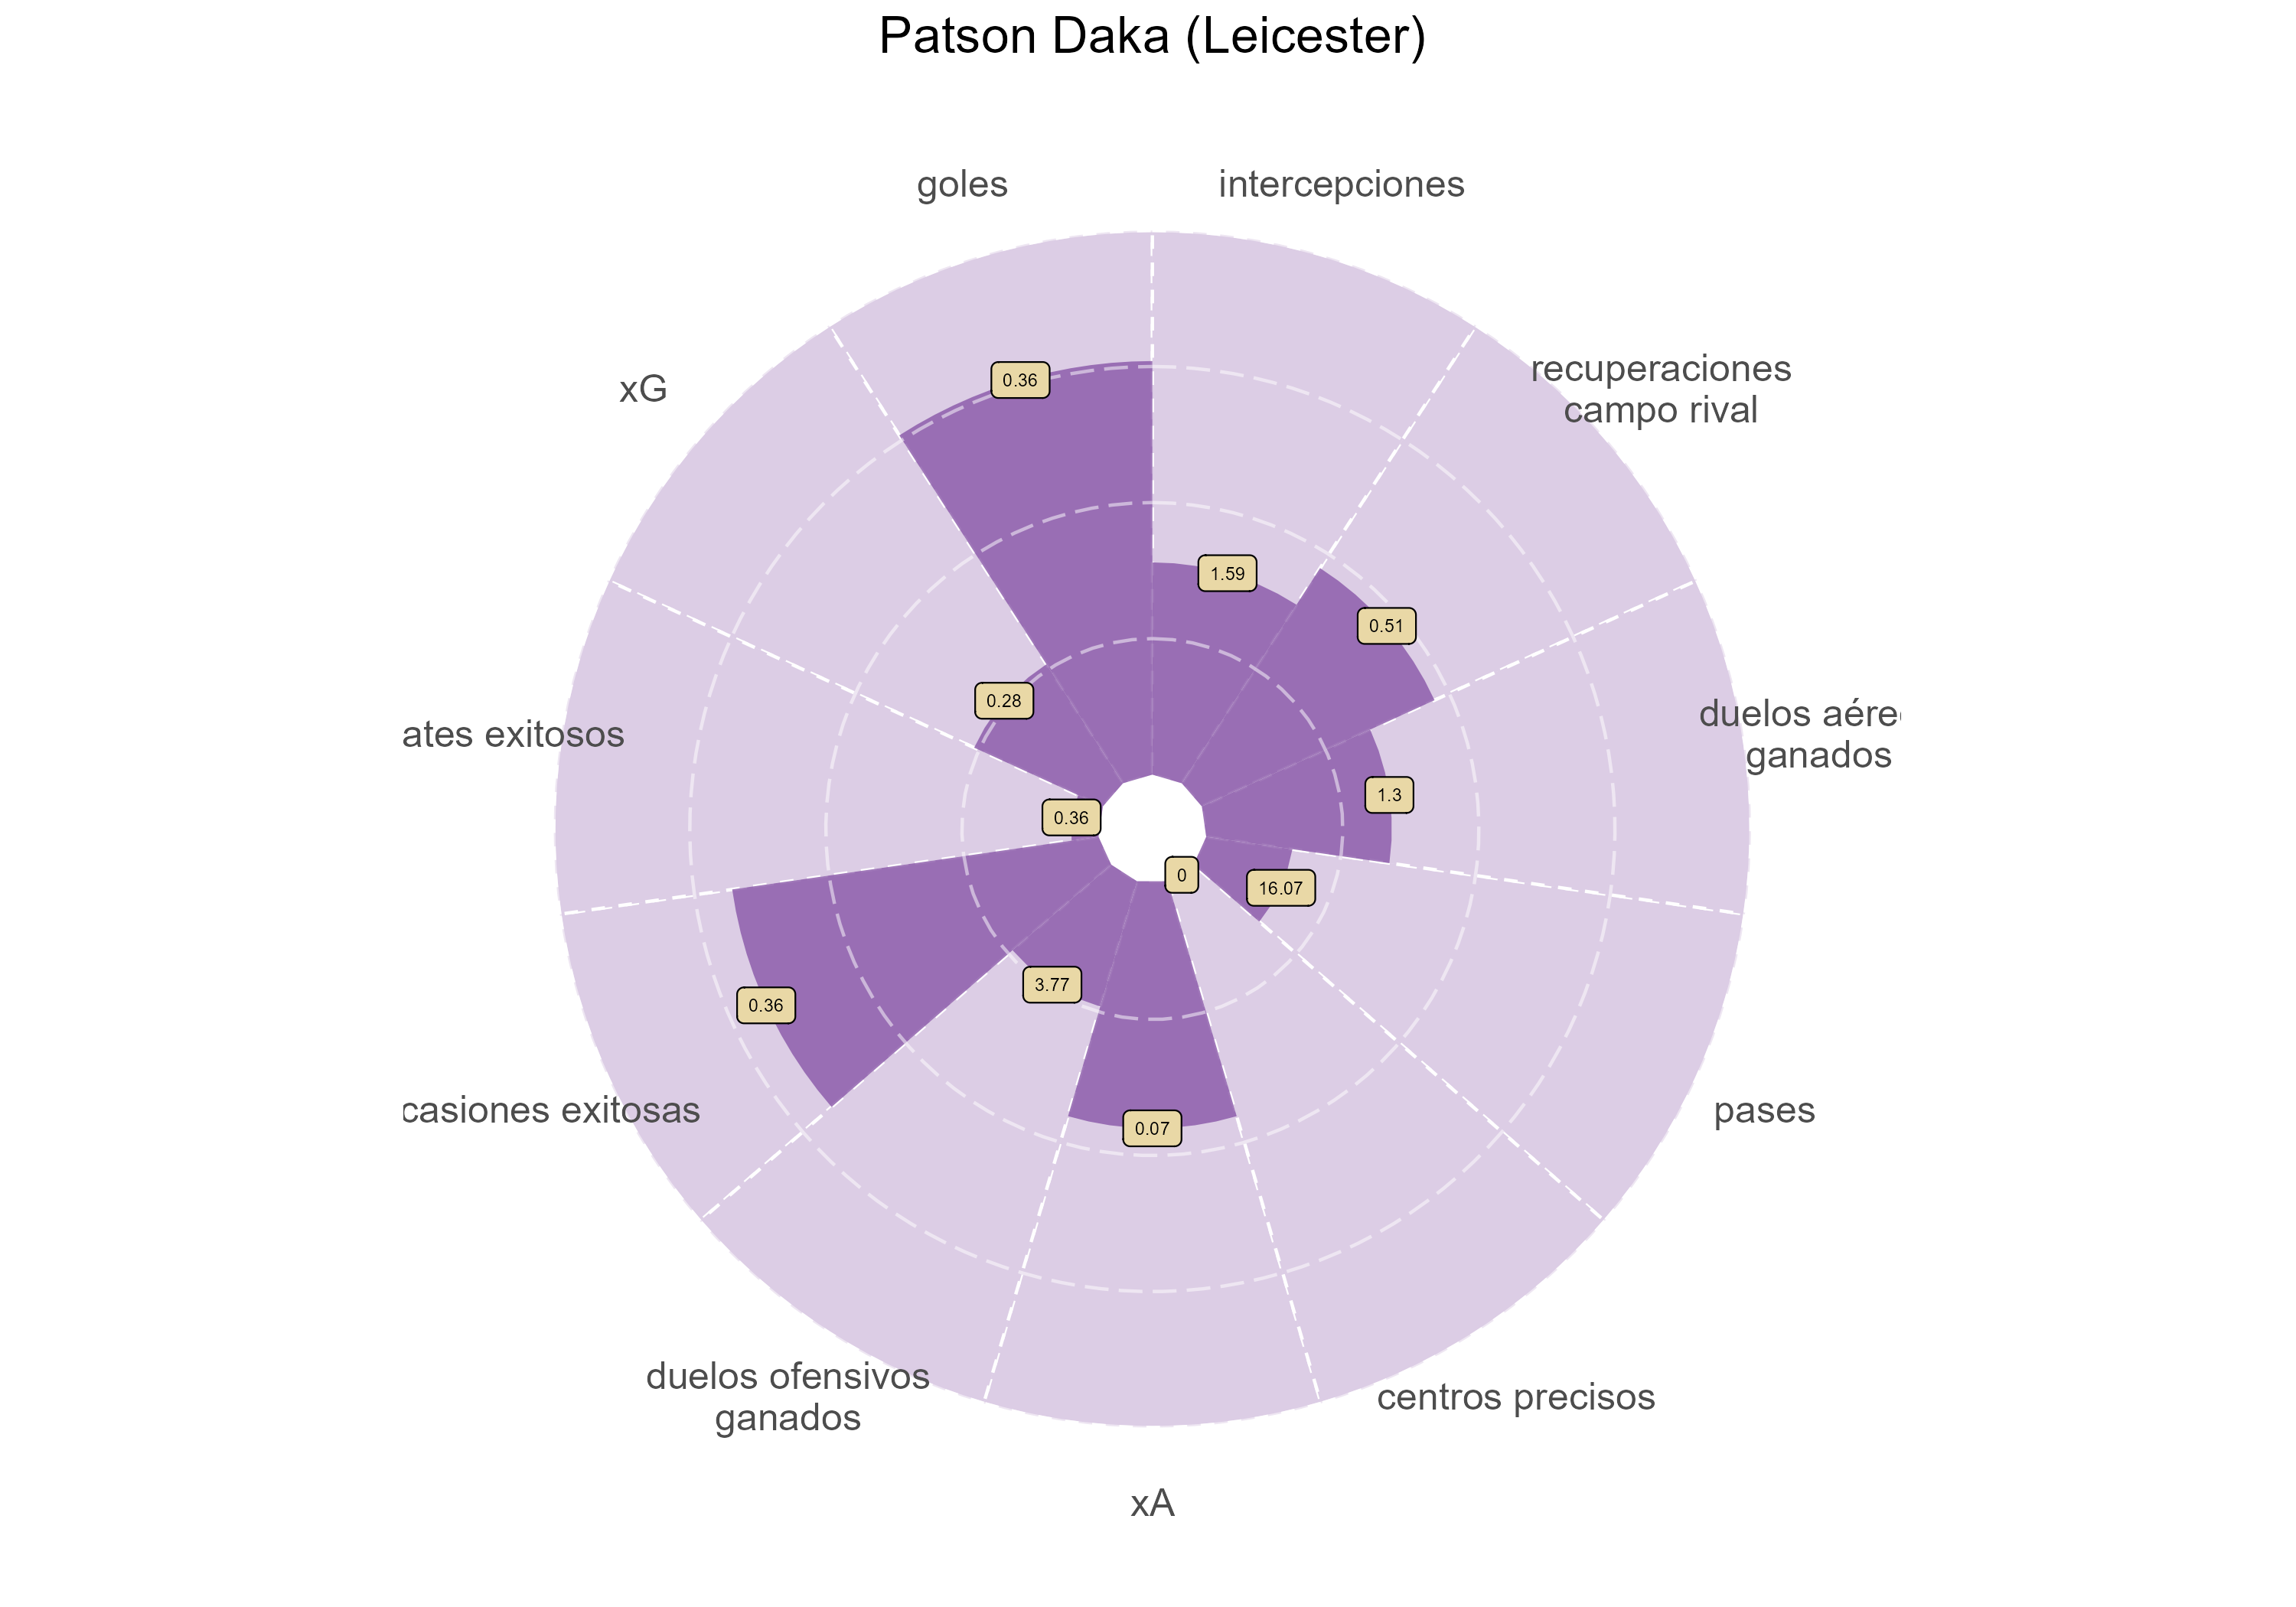 Patson Daka (Leicester)
goles
intercepciones
recuperaciones
campo rival
xG
0.36
1.59
0.51
0.28
duelos aére
ganados
ates exitosos
1.3
0.36
0
16.07
3.77
0.36
0.07
casiones exitosas
pases
duelos ofensivos
ganados
centros precisos
xA